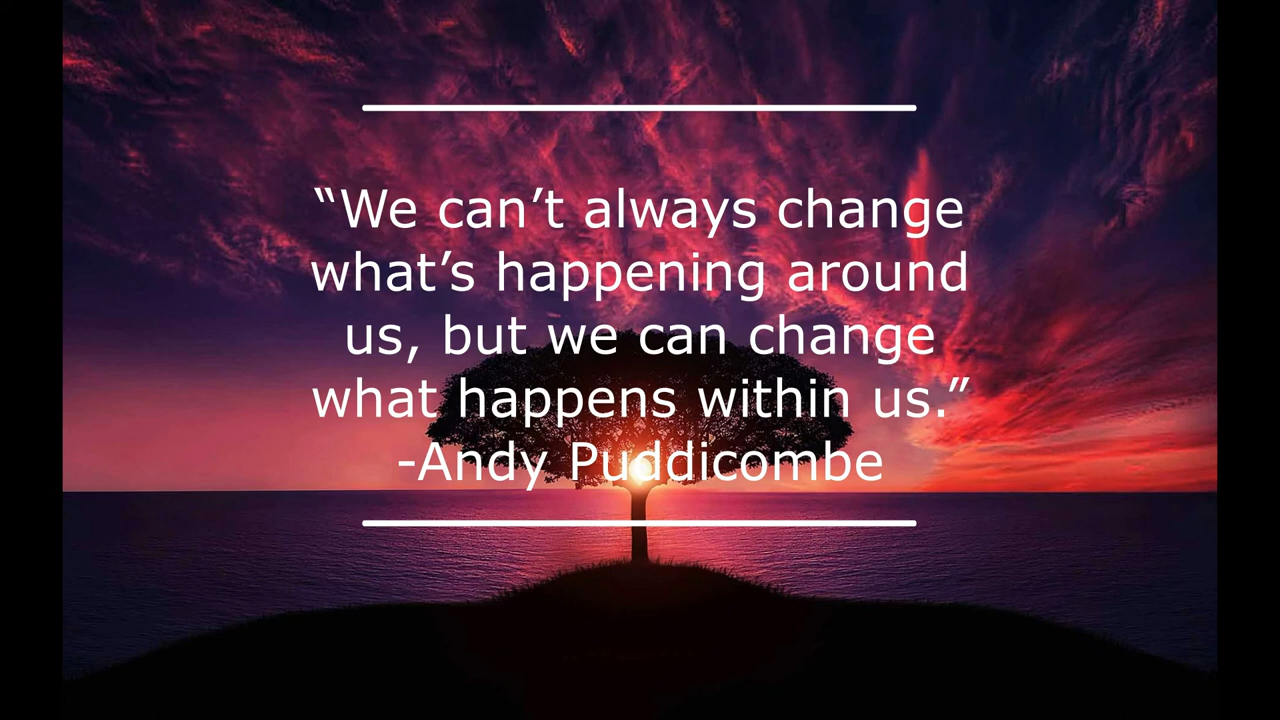 “We can’t always change
what’s happening around
us, but we can change
what happens within us.”
-Andy Puddicombe